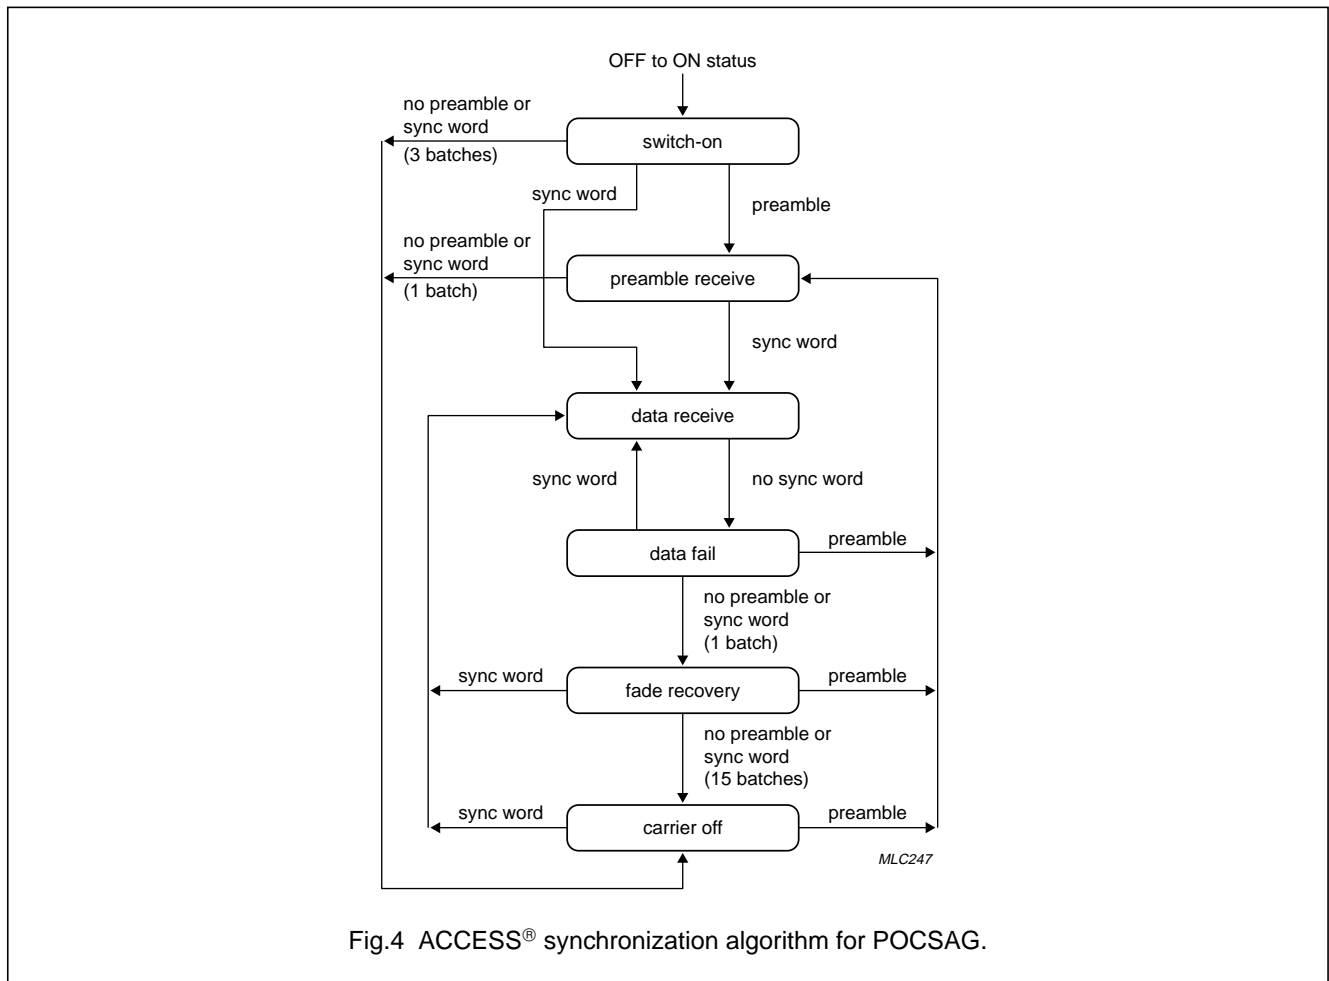 OFF to ON status
no preamble or
sync word
(3 batches)
switch-on
sync word
preamble
no preamble or
sync word
(1 batch)
preamble receive
sync word
data receive
sync word
no sync word
data fail
preamble
no preamble or
sync word
(1 batch)
sync word
fade recovery
preamble
no preamble or
sync word
(15 batches)
sync word
carrier off
preamble
MLC247
Fig.4 ACCESS® synchronization algorithm for POCSAG.